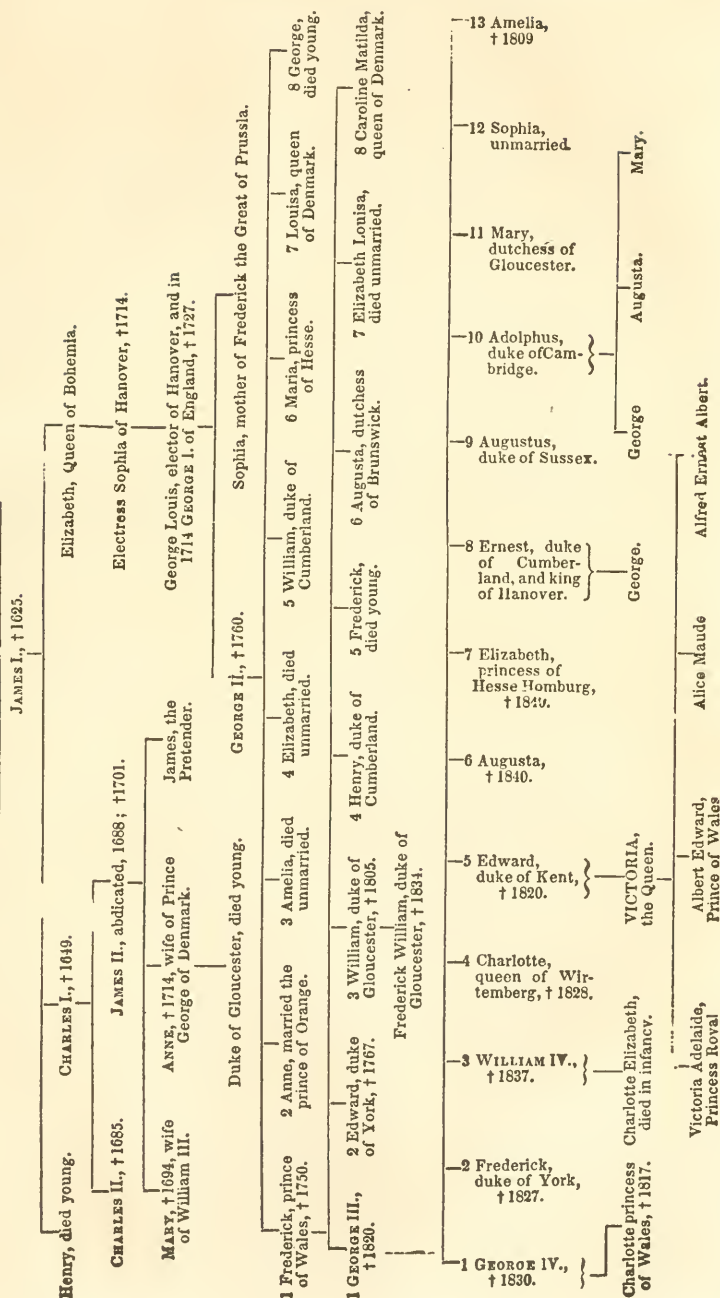 JAMES I., †1625.
Henry, died young.
CHARLES I., †1649.
Elizabeth, Queen of Bohemia.
CHARLES II., †1685.
JAMES II., abdicated, 1688; †1701.
Electress Sophia of Hanover, †1714.
MARY, †1694, wife
of William III.
ANNE, †1714, wife of Prince
George of Denmark.
James, the
Pretender.
George Louis, elector of Hanover, and in
1714 GEORGE I. of England, †1727.
Duke of Gloucester, died young.
GEORGE II., †1760.
Sophia, mother of Frederick the Great of Prussia.
1 Frederick, prince
of Wales, †1750.
2 Anne, married the
prince of Orange.
3 Amelia, died
unmarried.
4 Elizabeth, died
unmarried.
5 William, duke of
Cumberland.
6 Maria, princess
of Hesse.
7 Louisa, queen
of Denmark.
8 George,
died young.
1 GEORGE III.,
†1820.
2 Edward, duke
of York, †1767.
3 William, duke of
Gloucester, †1805.
4 Henry, duke of
Cumberland.
5 Frederick,
died young.
6 Augusta, dutchess
of Brunswick.
7 Elizabeth Louisa,
died unmarried.
8 Caroline Matilda,
queen of Denmark.
Frederick William, duke of
Gloucester, †1834.
1 GEORGE IV.,
†1830.
2 Frederick,
duke of York,
†1827.
3 WILLIAM IV.,
†1837.
4 Charlotte,
queen of Wir-
temberg, †1828.
5 Edward,
duke of Kent,
†1820.
6 Augusta,
†1840.
7 Elizabeth,
princess of
Hesse Homburg,
†1840.
8 Ernest, duke
of Cumber-
land, and king
of Hanover.
9 Augustus,
duke of Sussex.
10 Adolphus,
duke of Cam-
bridge.
11 Mary,
dutchess of
Gloucester.
12 Sophia,
unmarried.
13 Amelia,
†1809
Charlotte princess
of Wales, †1817.
Charlotte Elizabeth,
died in infancy.
VICTORIA,
the Queen.
George.
George
Augusta.
Mary.
Victoria Adelaide,
Princess Royal
Albert Edward,
Prince of Wales
Alice Maude
Alfred Ernest Albert.